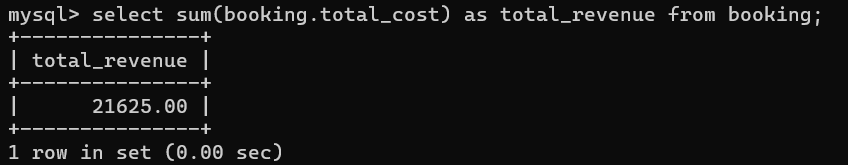 mysql> select sum(booking.total_cost) as total_revenue from booking;
+---------------+
| total_revenue |
+---------------+
|      21625.00 |
+---------------+
1 row in set (0.00 sec)